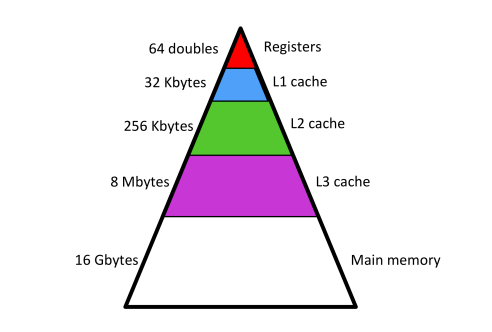 64 doubles Registers
32 Kbytes L1 cache
256 Kbytes L2 cache
8 Mbytes L3 cache
16 Gbytes Main memory